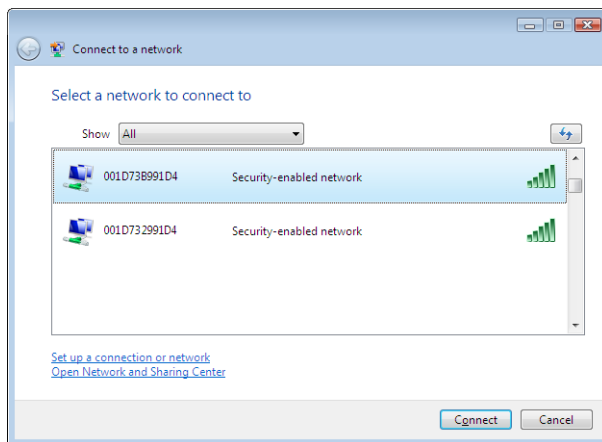 Connect to a network
Select a network to connect to
Show All
001D73B991D4 Security-enabled network
001D732991D4 Security-enabled network
Set up a connection or network
Open Network and Sharing Center
Connect Cancel